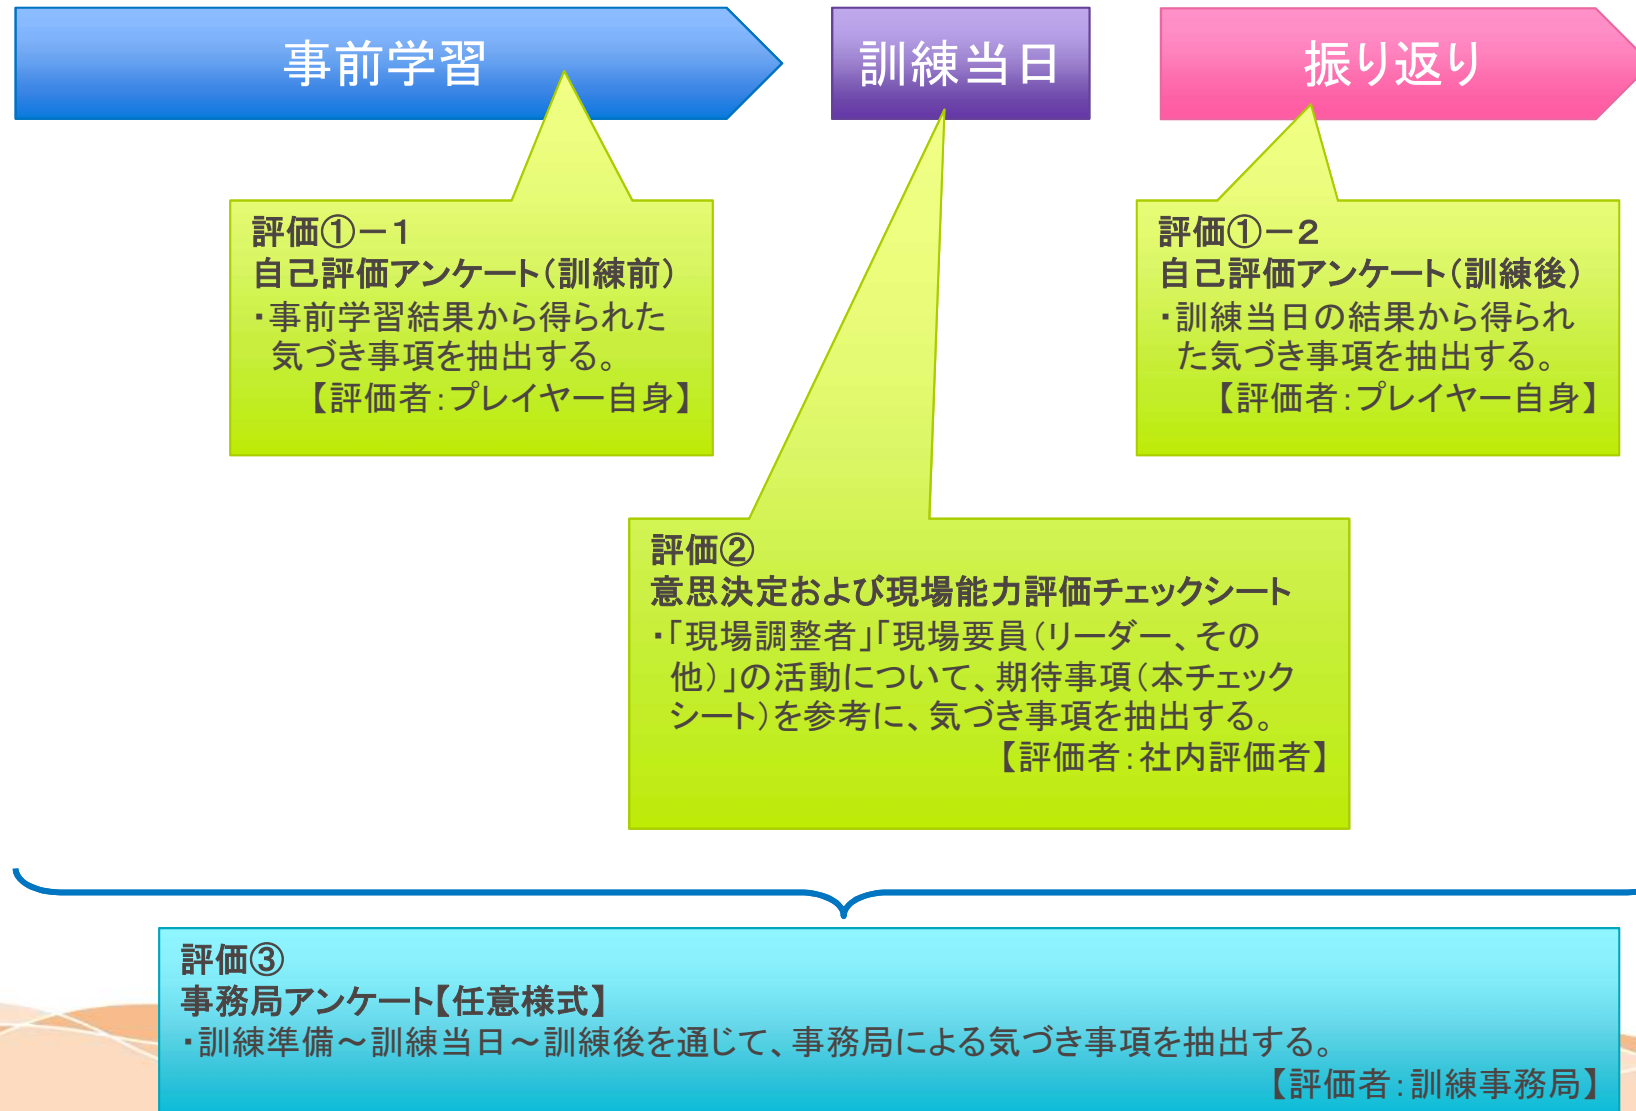 事前学習
訓練当日
振り返り
評価①－１
自己評価アンケート（訓練前）
・事前学習結果から得られた
気づき事項を抽出する。
【評価者：プレイヤー自身】
評価①－２
自己評価アンケート（訓練後）
・訓練当日の結果から得られ
た気づき事項を抽出する。
【評価者：プレイヤー自身】
評価②
意思決定および現場能力評価チェックシート
・「現場調整者」「現場要員（リーダー、その
他）」の活動について、期待事項（本チェック
シート）を参考に、気づき事項を抽出する。
【評価者：社内評価者】
評価③
事務局アンケート【任意様式】
・訓練準備～訓練当日～訓練後を通じて、事務局による気づき事項を抽出する。
【評価者：訓練事務局】